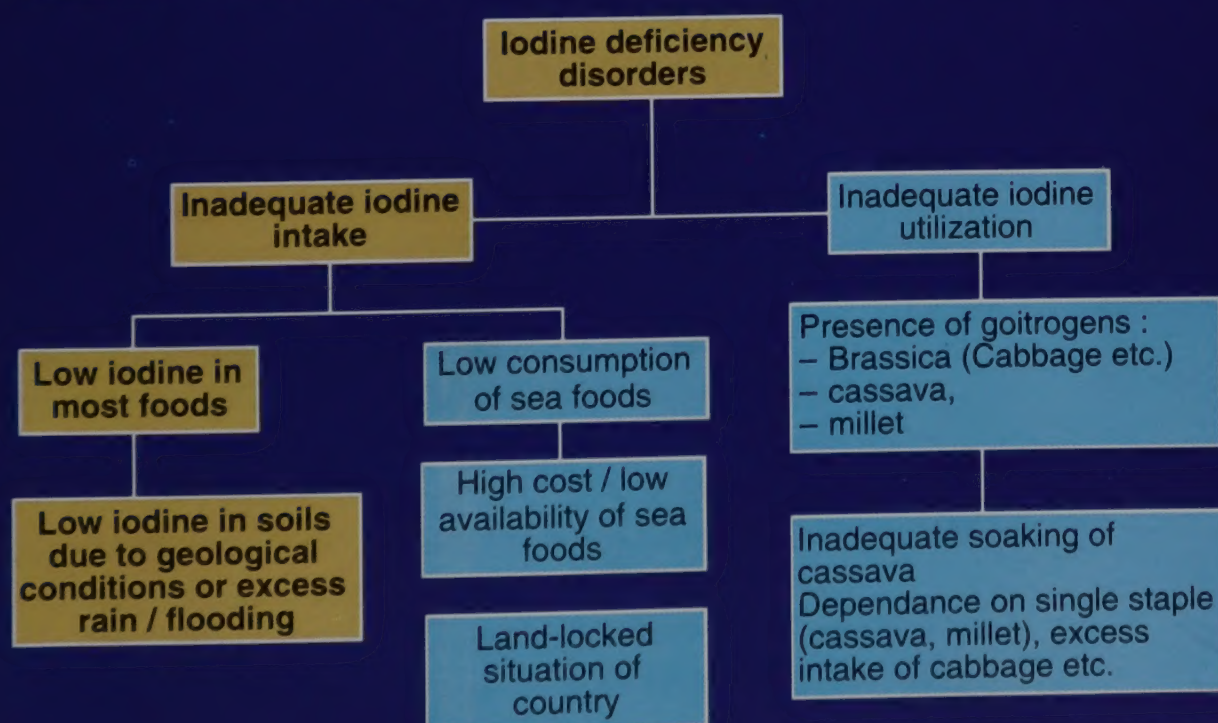 Iodine deficiency
disorders
Inadequate iodine
intake
Inadequate iodine
utilization
Low iodine in
most foods
Low consumption
of sea foods
Presence of goitrogens :
– Brassica (Cabbage etc.)
– cassava,
– millet
Low iodine in soils
due to geological
conditions or excess
rain / flooding
High cost / low
availability of sea
foods
Inadequate soaking of
cassava
Dependance on single staple
(cassava, millet), excess
intake of cabbage etc.
Land-locked
situation of
country